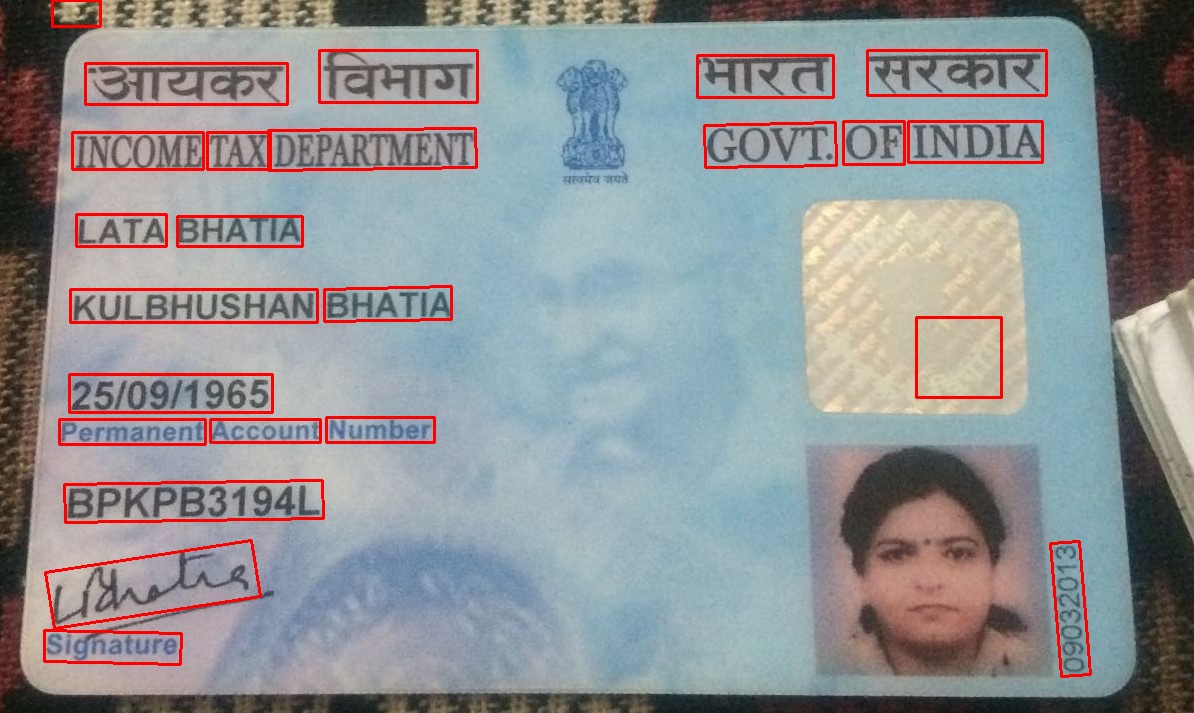 आयकर विभाग
भारत सरकार
INCOME TAX DEPARTMENT
GOVT. OF INDIA
सत्यमेव जयते
LATA BHATIA
KULBHUSHAN BHATIA
25/09/1965
Permanent Account Number
BPKPB3194L
LBhatia
Signature
09032013